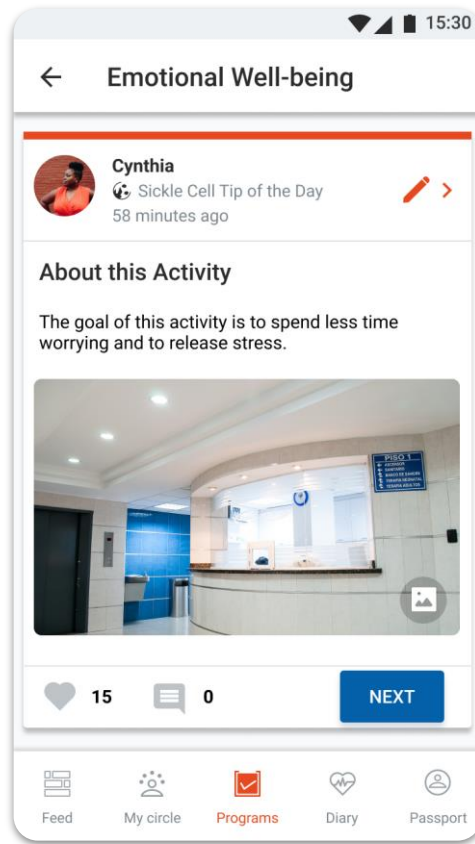 15:30
Emotional Well-being
Cynthia
Sickle Cell Tip of the Day
58 minutes ago
About this Activity
The goal of this activity is to spend less time
worrying and to release stress.
PISO 1
NEXT
15
0
Feed
My circle
Programs
Diary
Passport